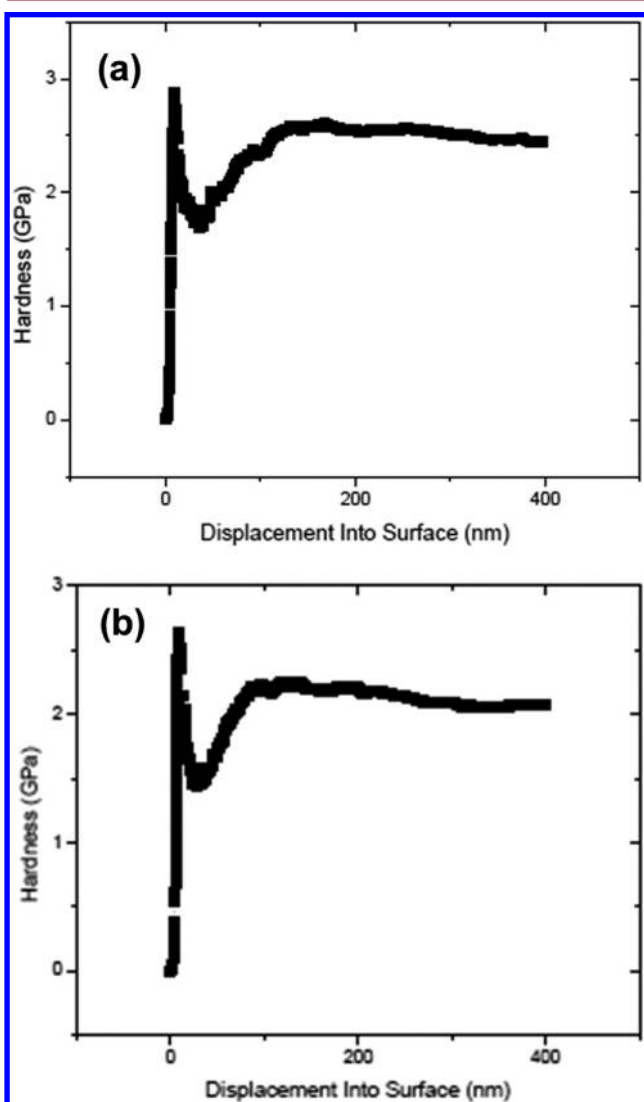 (a)
3
2
1
0
Hardness (GPa)
0 200 400
Displacement Into Surface (nm)
3
(b)
2
1
0
Hardness (GPa)
0 200 400
Displacement Into Surface (nm)